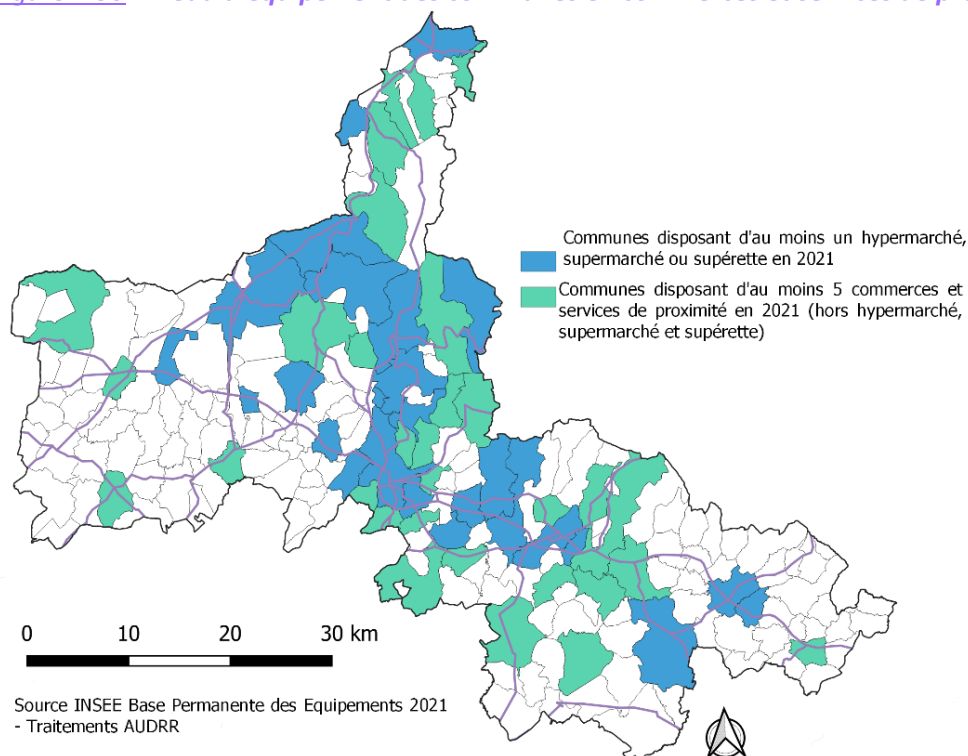 Communes disposant d'au moins un hypermarché,
supermarché ou supérette en 2021
Communes disposant d'au moins 5 commerces et
services de proximité en 2021 (hors hypermarché,
supermarché et supérette)
0 10 20 30 km
Source INSEE Base Permanente des Equipements 2021
- Traitements AUDRR